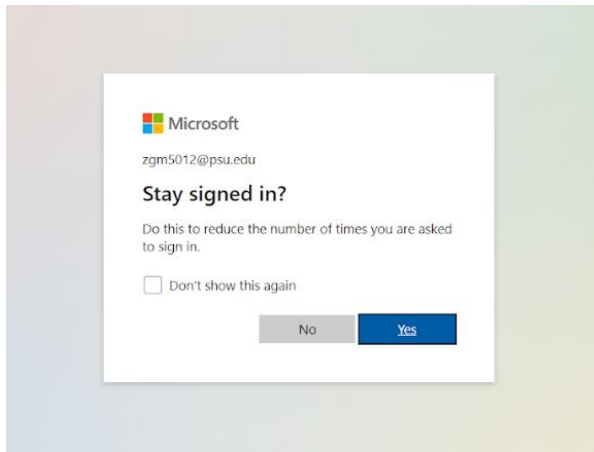 Microsoft
zgm5012@psu.edu
Stay signed in?
Do this to reduce the number of times you are asked
to sign in.
Don't show this again
No
Yes